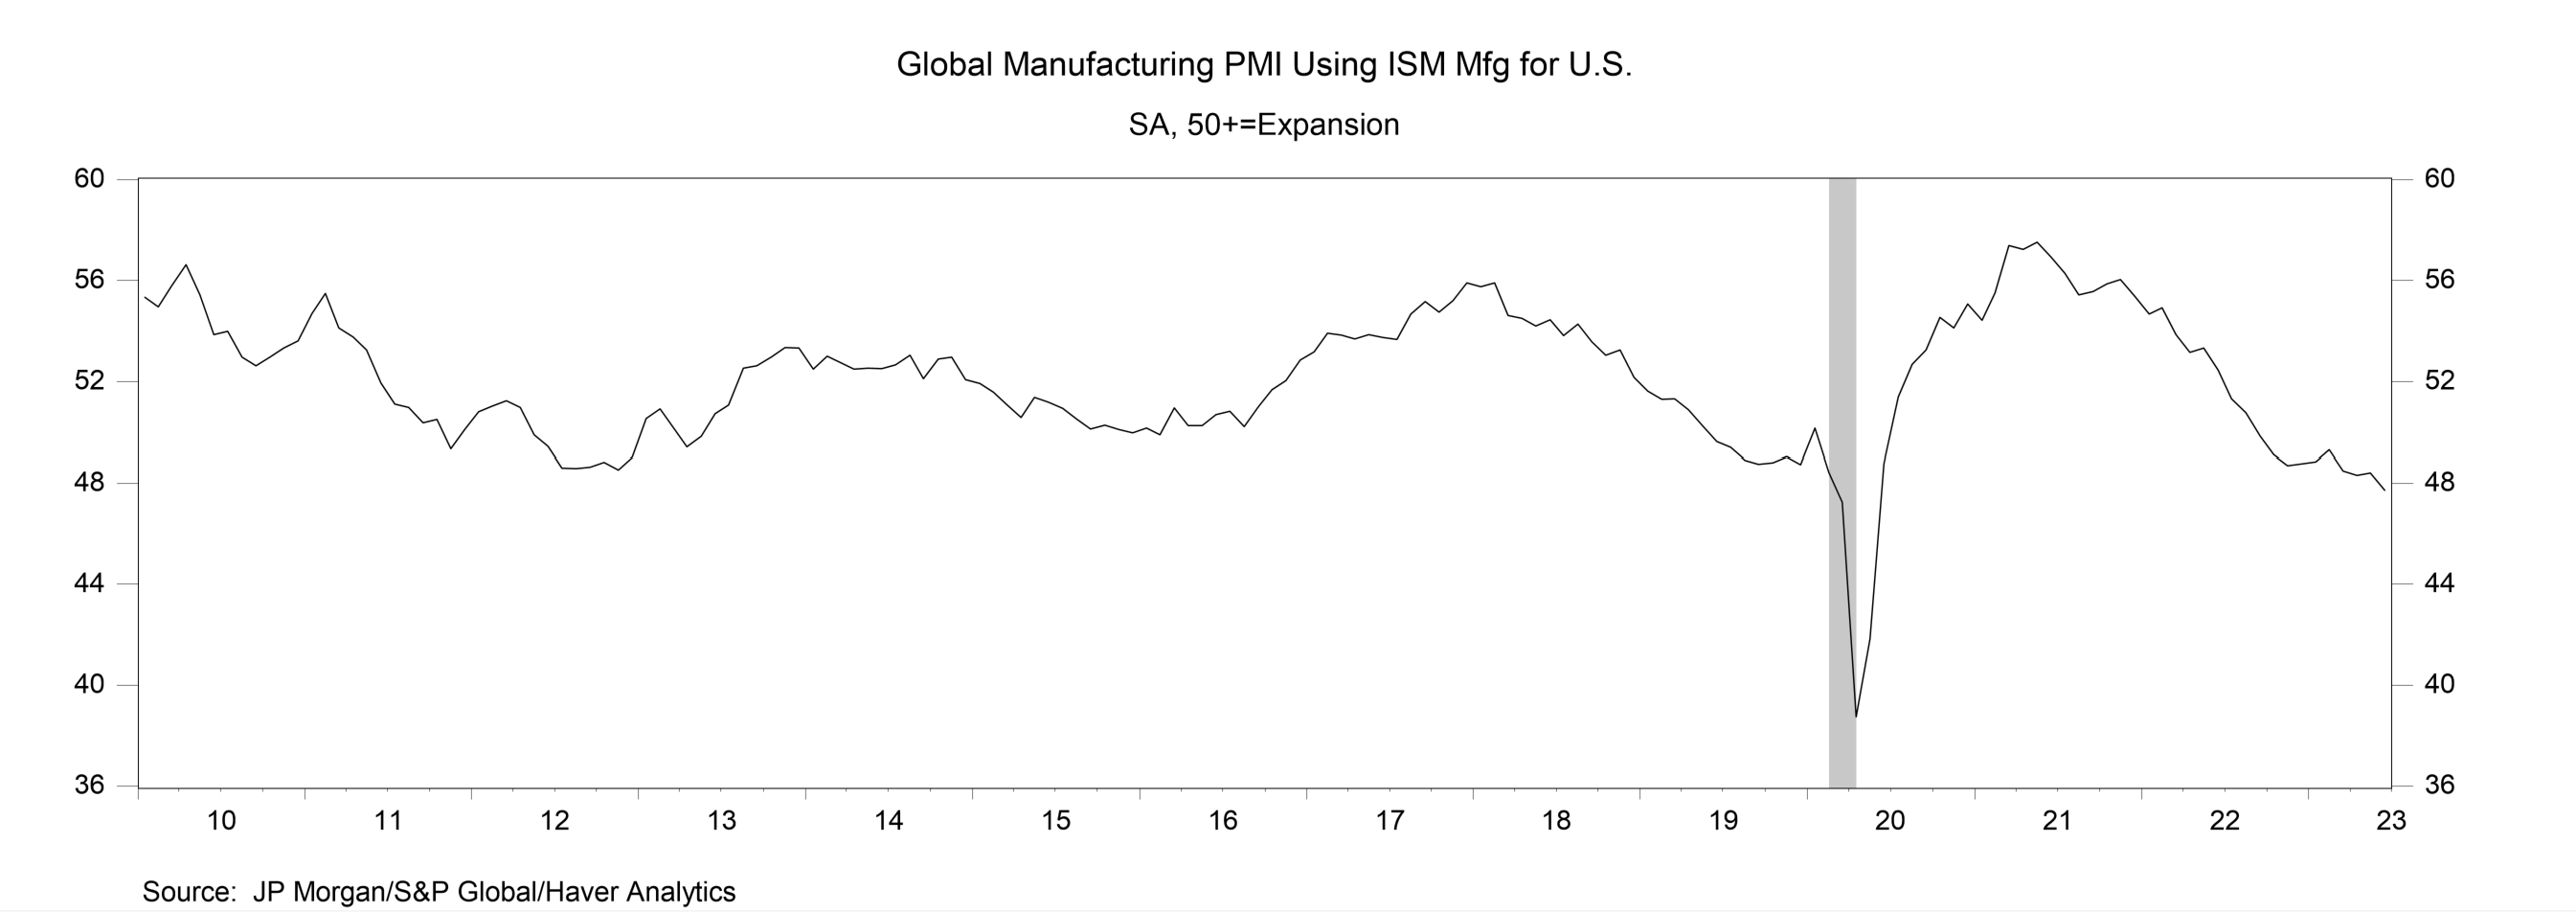 Global Manufacturing PMI Using ISM Mfg for U.S.
SA, 50+=Expansion
60 60
56 56
52 52
48 48
44 44
40 40
36 36
10 11 12 13 14 15 16 17 18 19 20 21 22 23
Source: JP Morgan/S&P Global/Haver Analytics